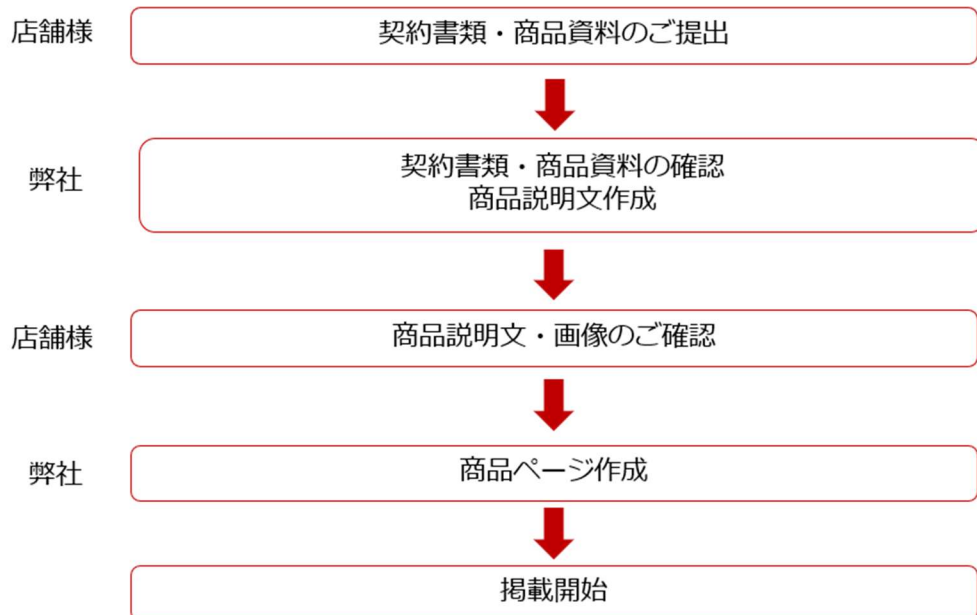 店舗様
契約書類・商品資料のご提出
弊社
契約書類・商品資料の確認
商品説明文作成
店舗様
商品説明文・画像のご確認
弊社
商品ページ作成
掲載開始